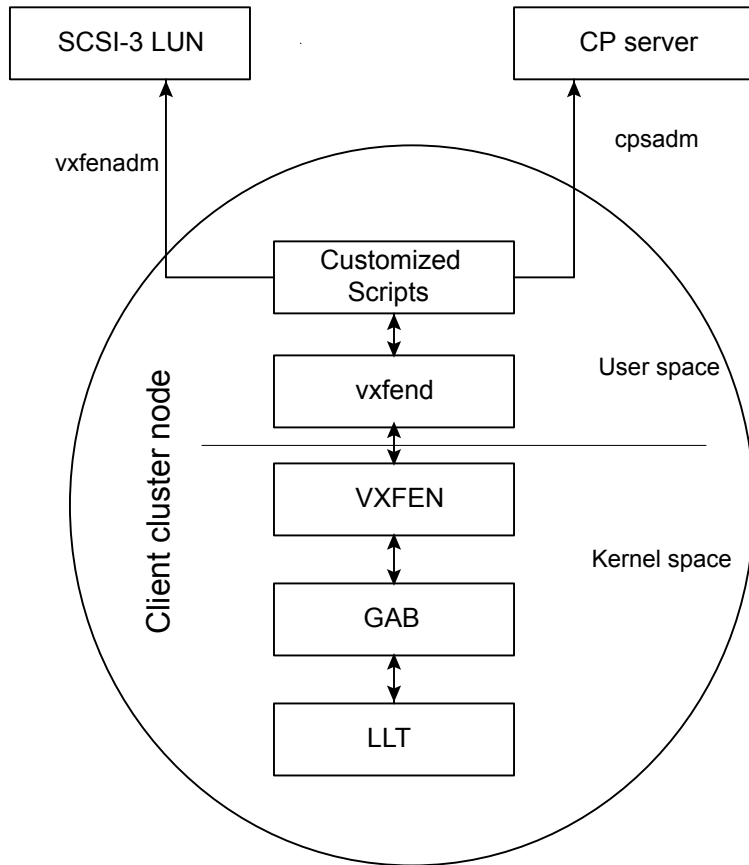 SCSI-3 LUN
CP server
vxfenadm
cpsadm
Customized
Scripts
User space
vxfend
Client cluster node
VXFEN
Kernel space
GAB
LLT